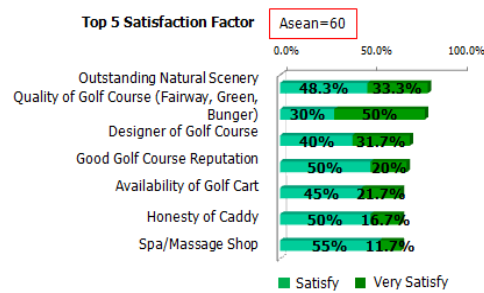 Top 5 Satisfaction Factor
Asean=60
0.0% 50.0% 100.0%
Outstanding Natural Scenery 48.3% 33.3%
Quality of Golf Course (Fairway, Green,
Bunger) 30% 50%
Designer of Golf Course 40% 31.7%
Good Golf Course Reputation 50% 20%
Availability of Golf Cart 45% 21.7%
Honesty of Caddy 50% 16.7%
Spa/Massage Shop 55% 11.7%
Satisfy Very Satisfy